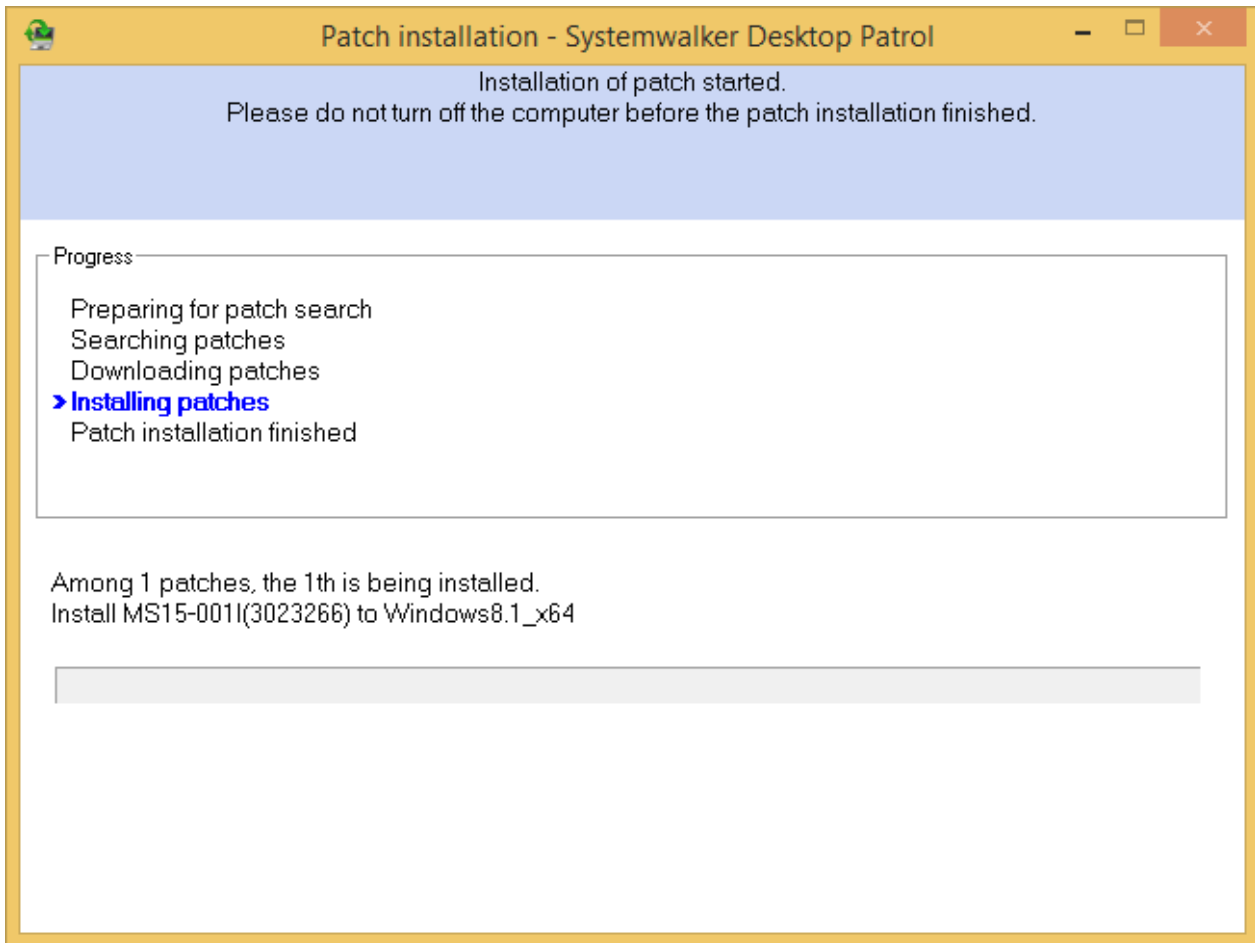 Patch installation - Systemwalker Desktop Patrol
Installation of patch started.
Please do not turn off the computer before the patch installation finished.
Progress
Preparing for patch search
Searching patches
Downloading patches
> Installing patches
Patch installation finished
Among 1 patches, the 1th is being installed.
Install MS15-001I(3023266) to Windows8.1_x64